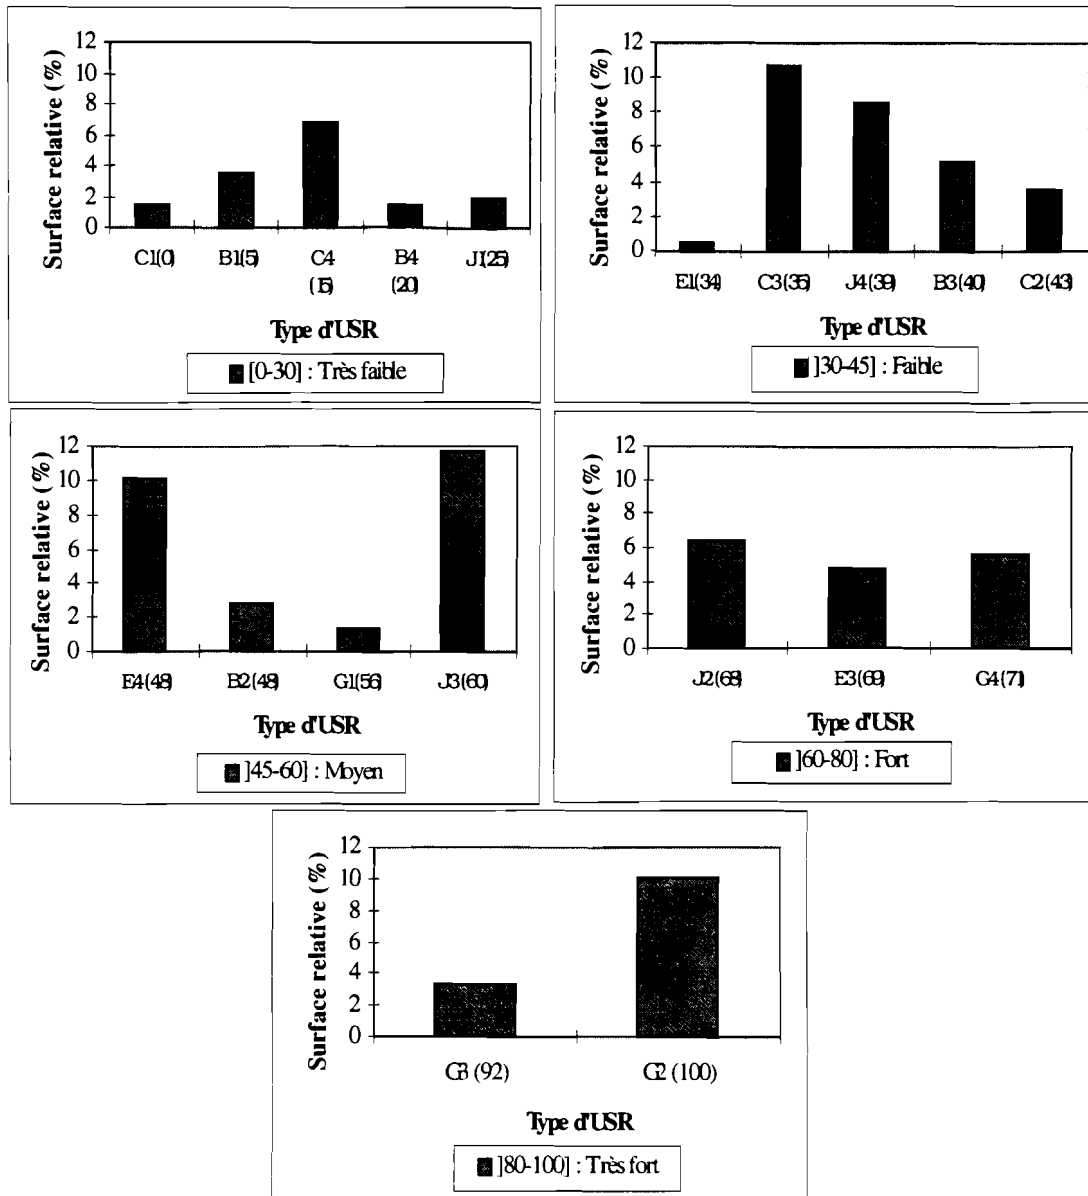 Surface relative (%)
12
10
8
6
4
2
0
C1(0) B1(5) C4 B4 J1(25)
(15) (20)
Type d'USR
[0-30] : Très faible
Surface relative (%)
12
10
8
6
4
2
0
E1(34) C3(35) J4(39) B3(40) C2(43)
Type d'USR
]30-45] : Faible
Surface relative (%)
12
10
8
6
4
2
0
E4(48) B2(48) G1(56) J3(60)
Type d'USR
]45-60] : Moyen
Surface relative (%)
12
10
8
6
4
2
0
J2(68) E3(69) G4(71)
Type d'USR
]60-80] : Fort
Surface relative (%)
12
10
8
6
4
2
0
G3 (92) G2 (100)
Type d'USR
]80-100] : Très fort